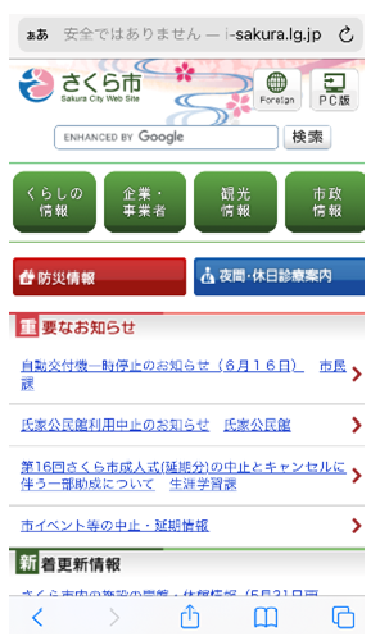 ぁあ 安全ではありません — i-sakura.lg.jp
さくら市
Sakura City Web Site
Foreign
PC版
ENHANCED BY Google
検索
くらしの
情報
企業・
事業者
観光
情報
市政
情報
防災情報
夜間・休日診療案内
重要なお知らせ
自動交付機一時停止のお知らせ（6月16日） 市民
課
氏家公民館利用中止のお知らせ 氏家公民館
第16回さくら市成人式(延期分)の中止とキャンセルに
伴う一部助成について 生涯学習課
市イベント等の中止・延期情報
新着更新情報